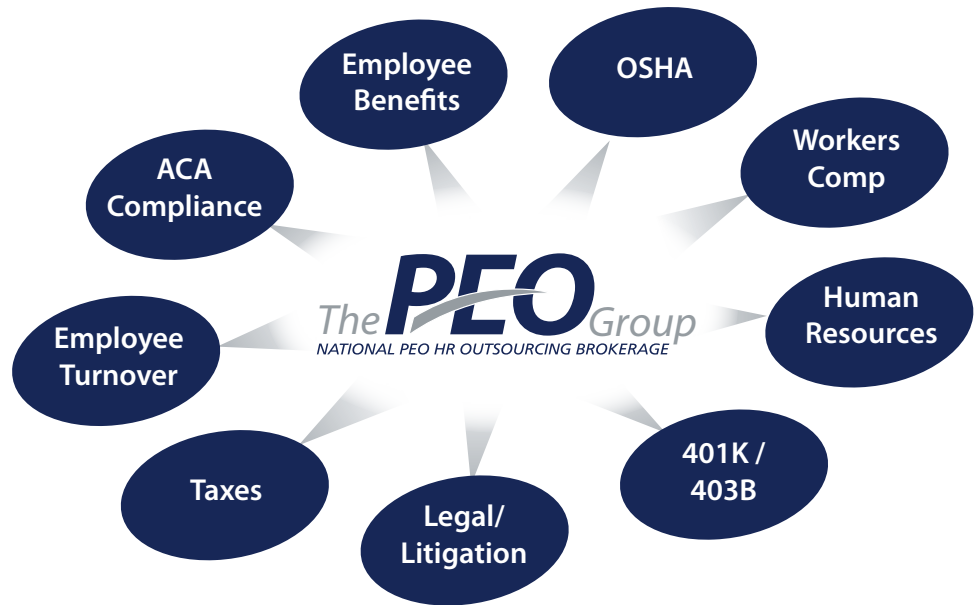 Employee
Benefits
OSHA
Workers
Comp
ACA
Compliance
The PEO Group
NATIONAL PEO HR OUTSOURCING BROKERAGE
Human
Resources
Employee
Turnover
401K /
403B
Taxes
Legal/
Litigation